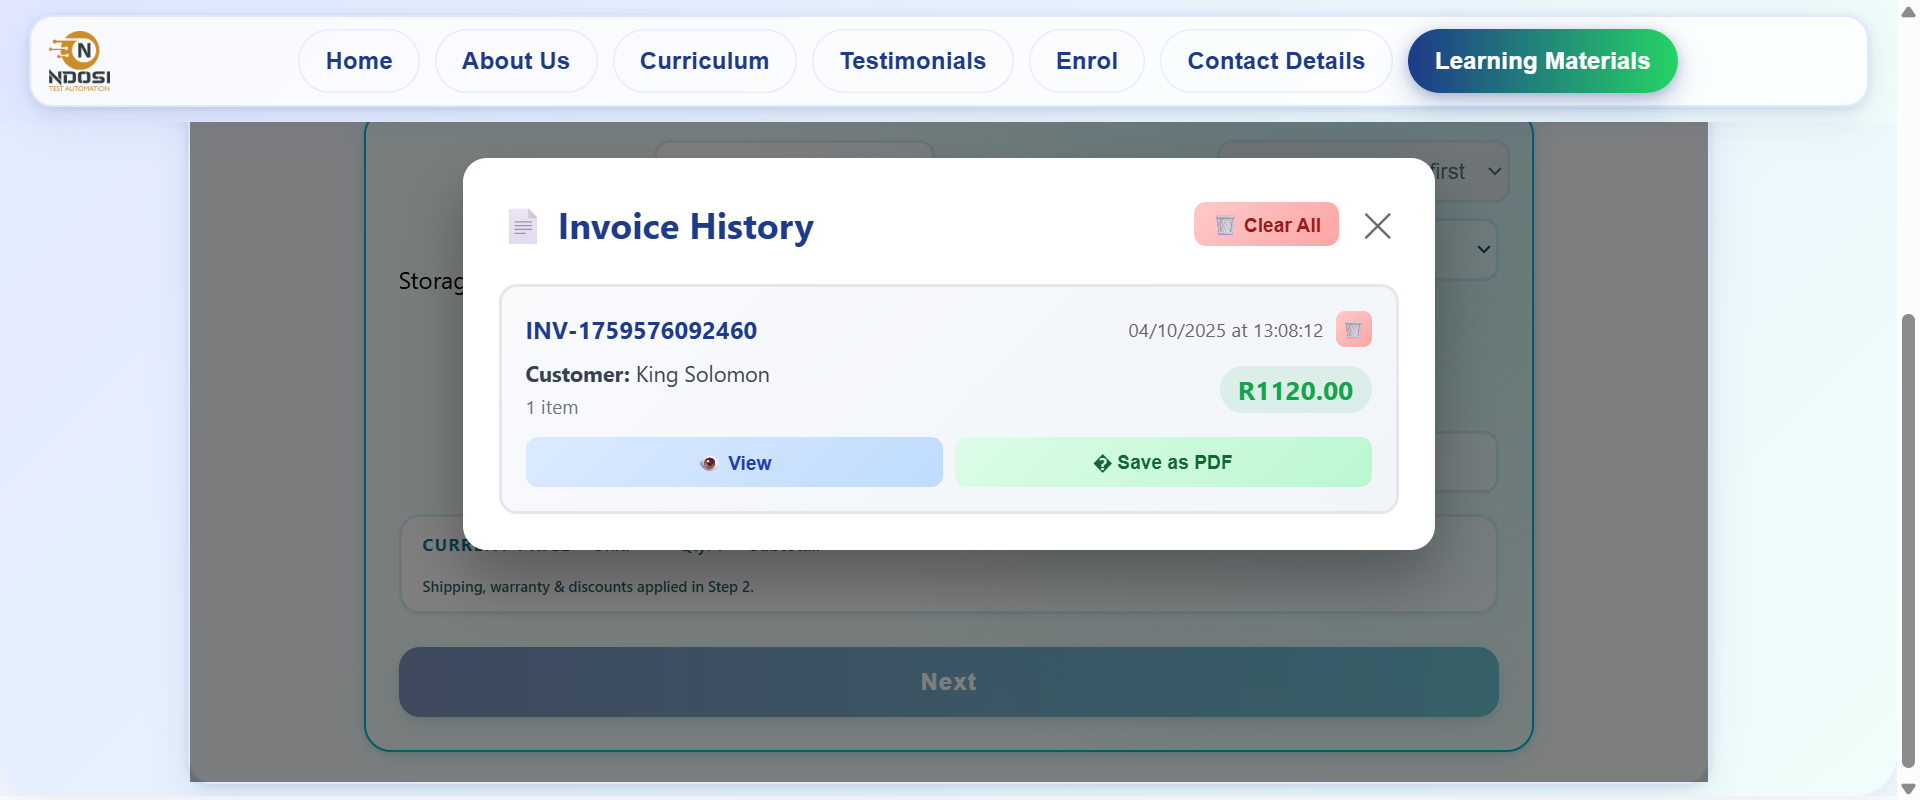 NDOSI
TEST AUTOMATION
Home
About Us
Curriculum
Testimonials
Enrol
Contact Details
Learning Materials
first
Invoice History
Clear All
Storag
INV-1759576092460
04/10/2025 at 13:08:12
Customer: King Solomon
1 item
R1120.00
View
� Save as PDF
Shipping, warranty & discounts applied in Step 2.
Next